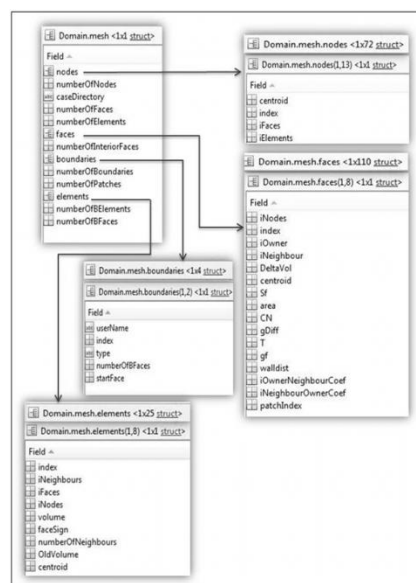 Domain.mesh <1x1 struct>
Field
nodes
numberOfNodes
caseDirectory
numberOfFaces
numberOfElements
faces
numberOfInteriorFaces
boundaries
numberOfBoundaries
numberOfPatches
elements
numberOfBElements
numberOfBFaces
Domain.mesh.nodes <1x72 struct>
Domain.mesh.nodes(1,13) <1x1 struct>
Field
centroid
index
iFaces
iElements
Domain.mesh.faces <1x110 struct>
Domain.mesh.faces(1,8) <1x1 struct>
Field
iNodes
index
iOwner
iNeighbour
DeltaVol
centroid
Sf
area
CN
gDiff
T
gf
walldist
iOwnerNeighbourCoef
iNeighbourOwnerCoef
patchIndex
Domain.mesh.boundaries <1x4 struct>
Domain.mesh.boundaries(1,2) <1x1 struct>
Field
userName
index
type
numberOfBFaces
startFace
Domain.mesh.elements <1x25 struct>
Domain.mesh.elements(1,8) <1x1 struct>
Field
index
iNeighbours
iFaces
iNodes
volume
faceSign
numberOfNeighbours
OldVolume
centroid